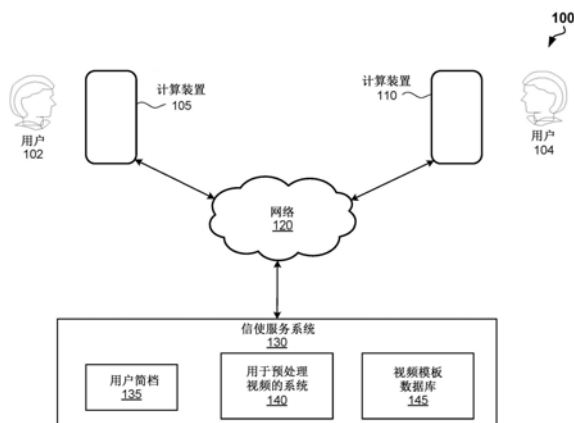 100
计算装置
105
计算装置
110
用户
102
用户
104
网络
120
信使服务系统
130
用户简档
135
用于预处理
视频的系统
140
视频模板
数据库
145